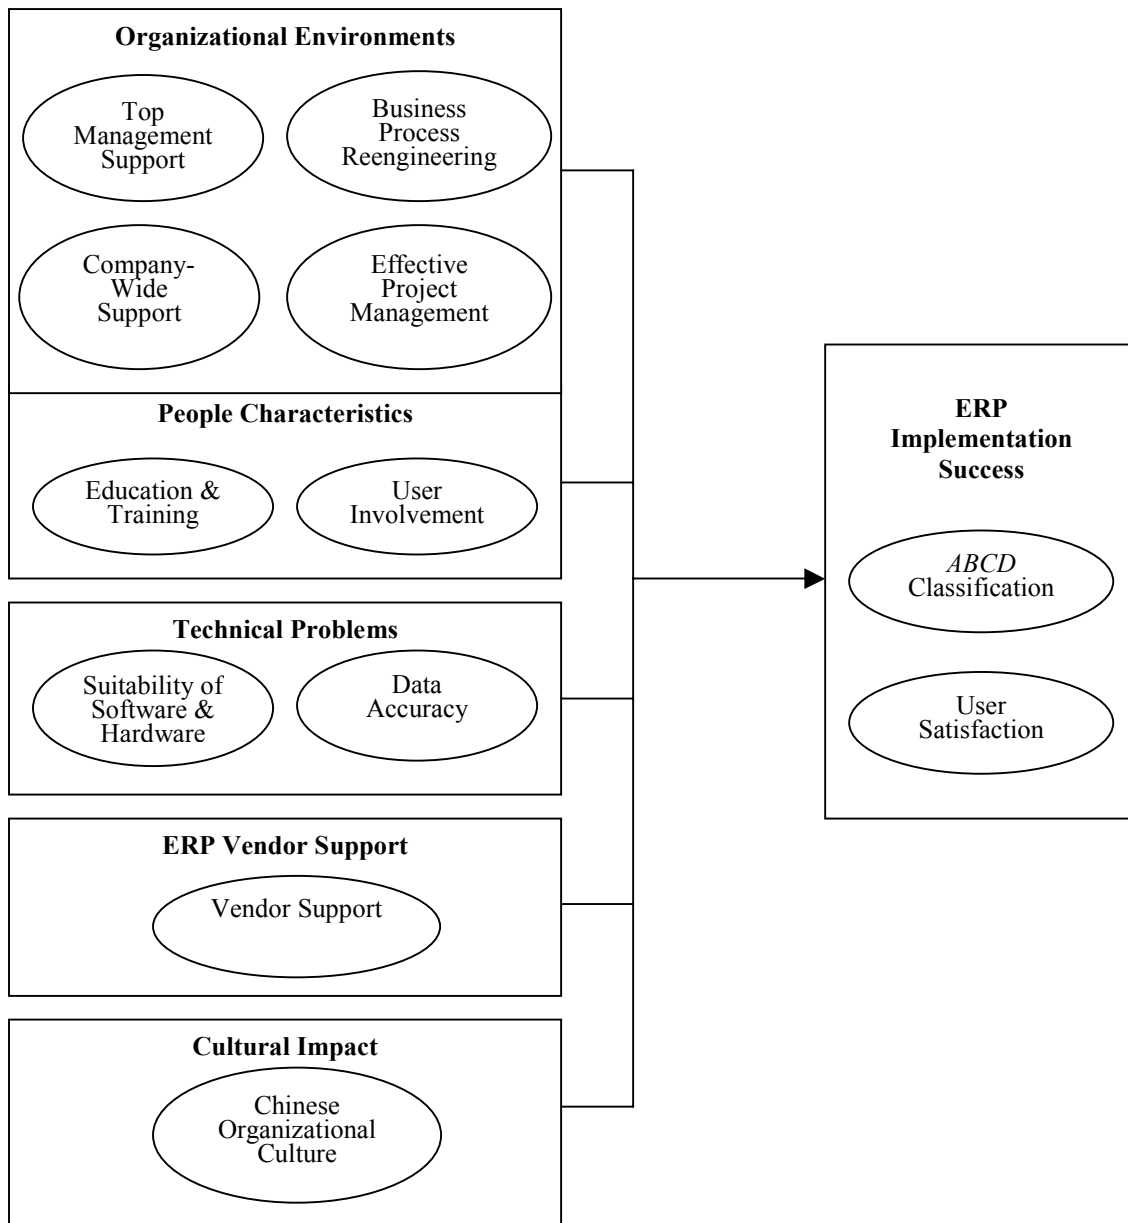 Organizational Environments
Top
Management
Support
Business
Process
Reengineering
Company-
Wide
Support
Effective
Project
Management
People Characteristics
Education &
Training
User
Involvement
Technical Problems
Suitability of
Software &
Hardware
Data
Accuracy
ERP Vendor Support
Vendor Support
Cultural Impact
Chinese
Organizational
Culture
ERP
Implementation
Success
ABCD
Classification
User
Satisfaction